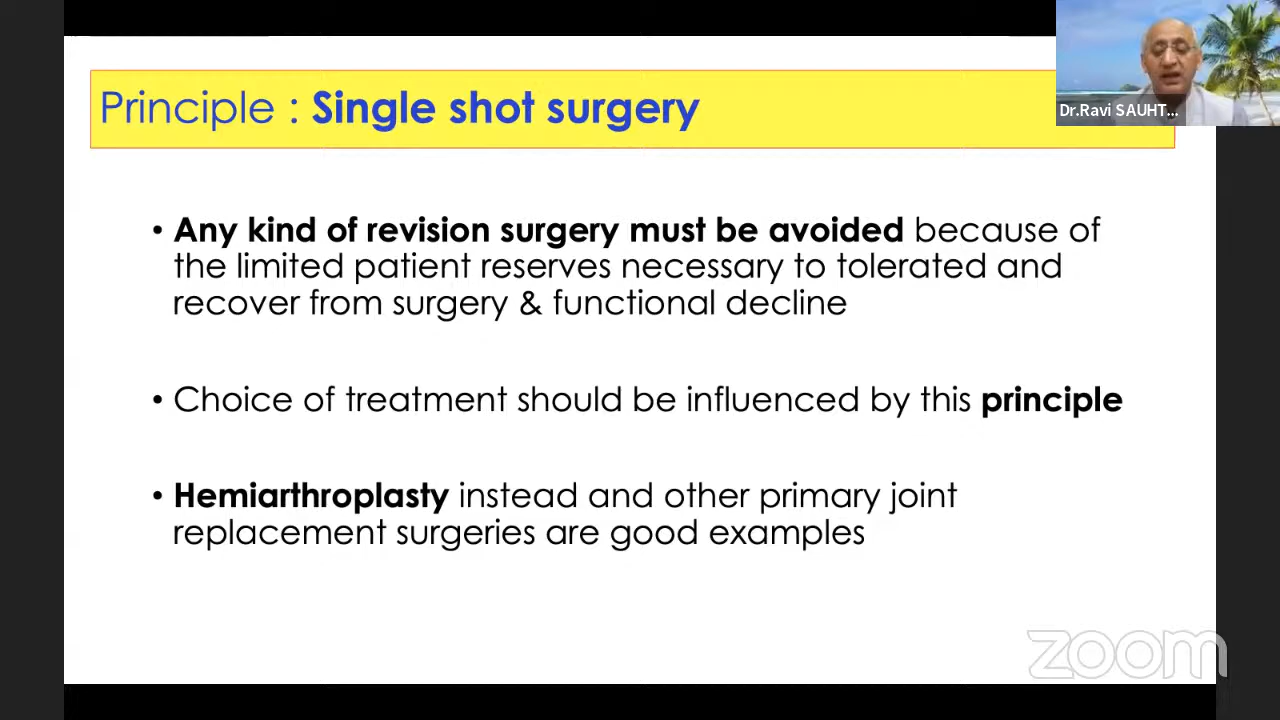 Principle : Single shot surgery
Dr.Ravi SAUHT...
• Any kind of revision surgery must be avoided because of
the limited patient reserves necessary to tolerated and
recover from surgery & functional decline
• Choice of treatment should be influenced by this principle
• Hemiarthroplasty instead and other primary joint
replacement surgeries are good examples
zoom